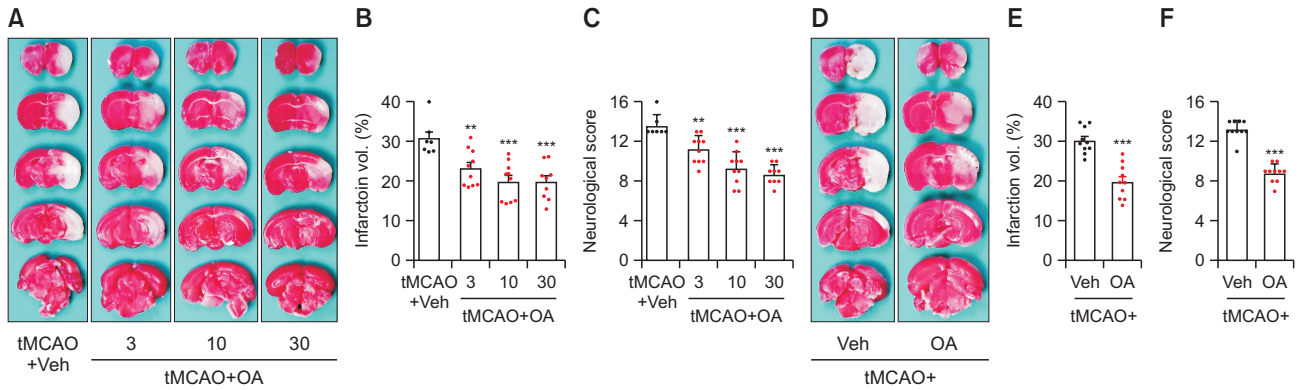 A
tMCAO
+Veh
3
10
30
tMCAO+OA
B
Infarctoin vol. (%)
40
30
20
10
0
**
***
***
tMCAO
+Veh
3
10
30
tMCAO+OA
C
Neurological score
16
12
8
4
0
**
***
***
tMCAO
+Veh
3
10
30
tMCAO+OA
D
Veh
OA
tMCAO+
E
Infarction vol. (%)
40
30
20
10
0
***
Veh
OA
tMCAO+
F
Neurological score
16
12
8
4
0
***
Veh
OA
tMCAO+